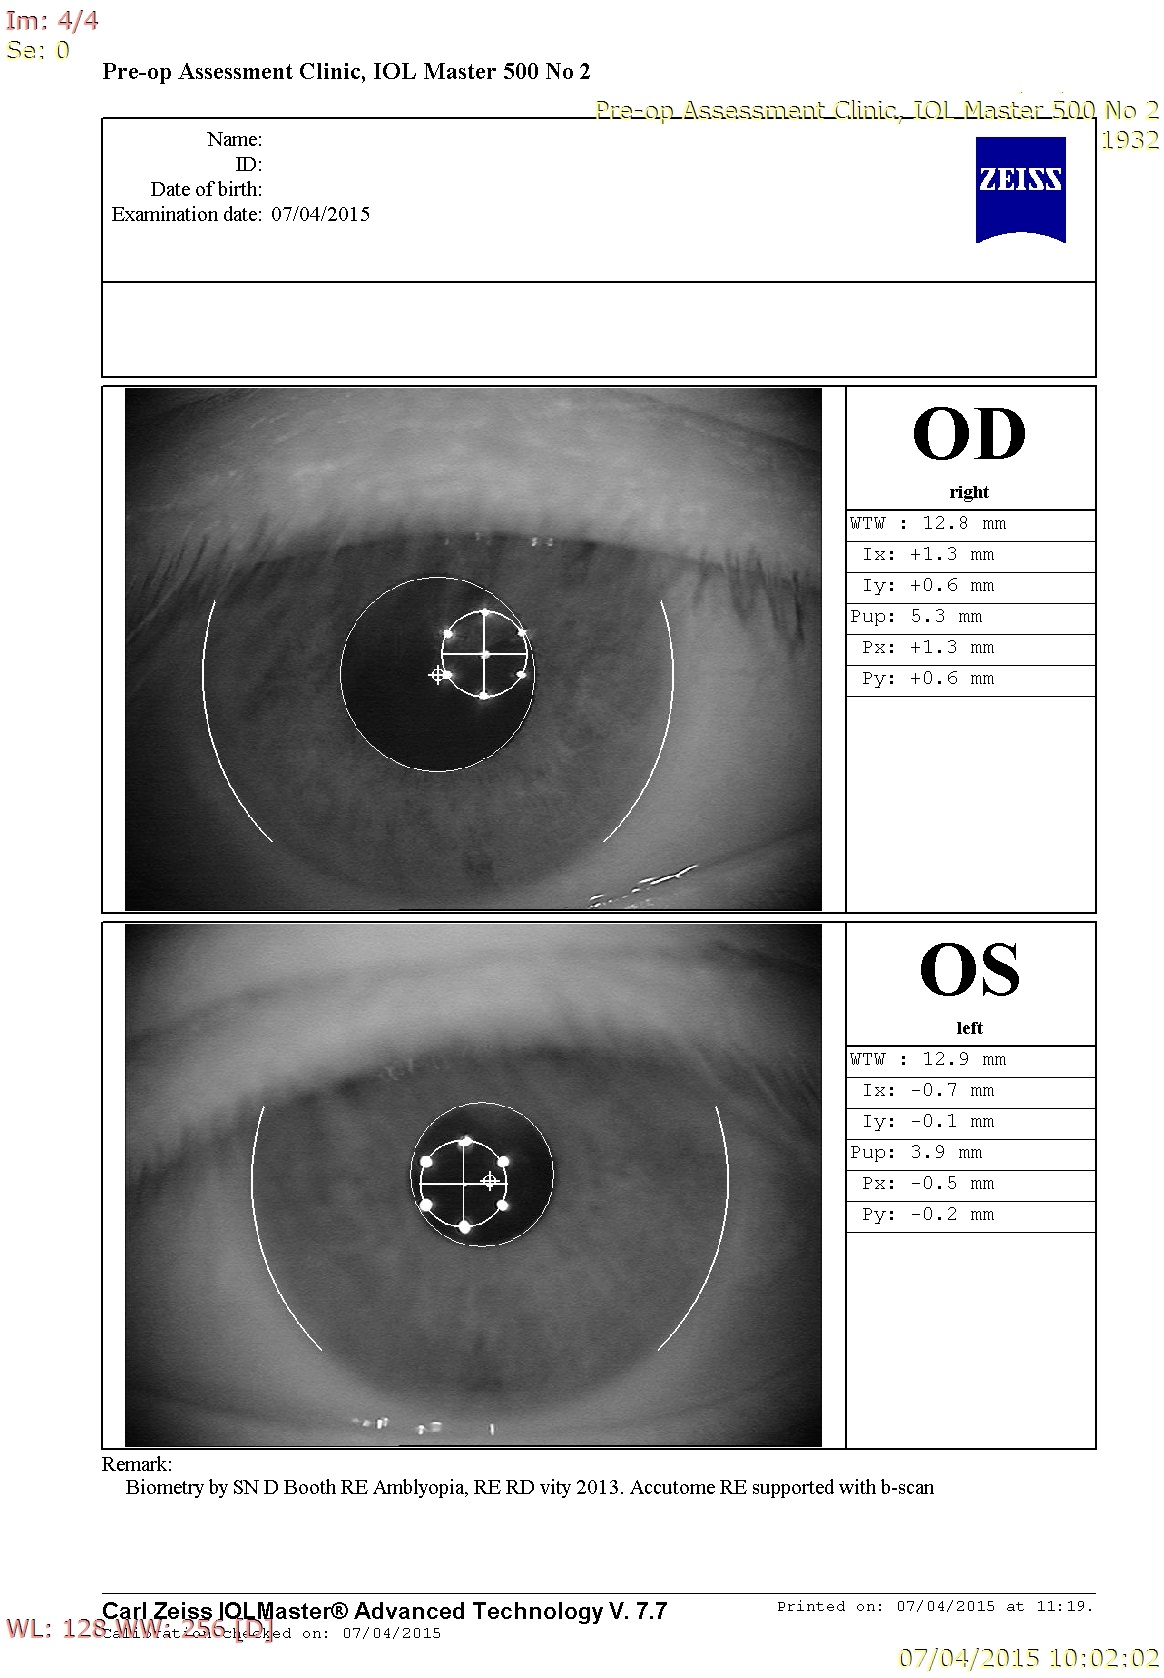 Im: 4/4
Se: 0
Pre-op Assessment Clinic, IOL Master 500 No 2
Pre-op Assessment Clinic, IOL Master 500 No 2
1932
Name:
ID:
Date of birth:
Examination date: 07/04/2015
ZEISS
OD
right
WTW : 12.8 mm
Ix: +1.3 mm
Iy: +0.6 mm
Pup: 5.3 mm
Px: +1.3 mm
Py: +0.6 mm
OS
left
WTW : 12.9 mm
Ix: -0.7 mm
Iy: -0.1 mm
Pup: 3.9 mm
Px: -0.5 mm
Py: -0.2 mm
Remark:
Biometry by SN D Booth RE Amblyopia, RE RD vity 2013. Accutome RE supported with b-scan
Carl Zeiss IOLMaster® Advanced Technology V. 7.7
Printed on: 07/04/2015 at 11:19.
WL: 128 WW: 256 [D]
Calibration checked on: 07/04/2015
07/04/2015 10:02:02